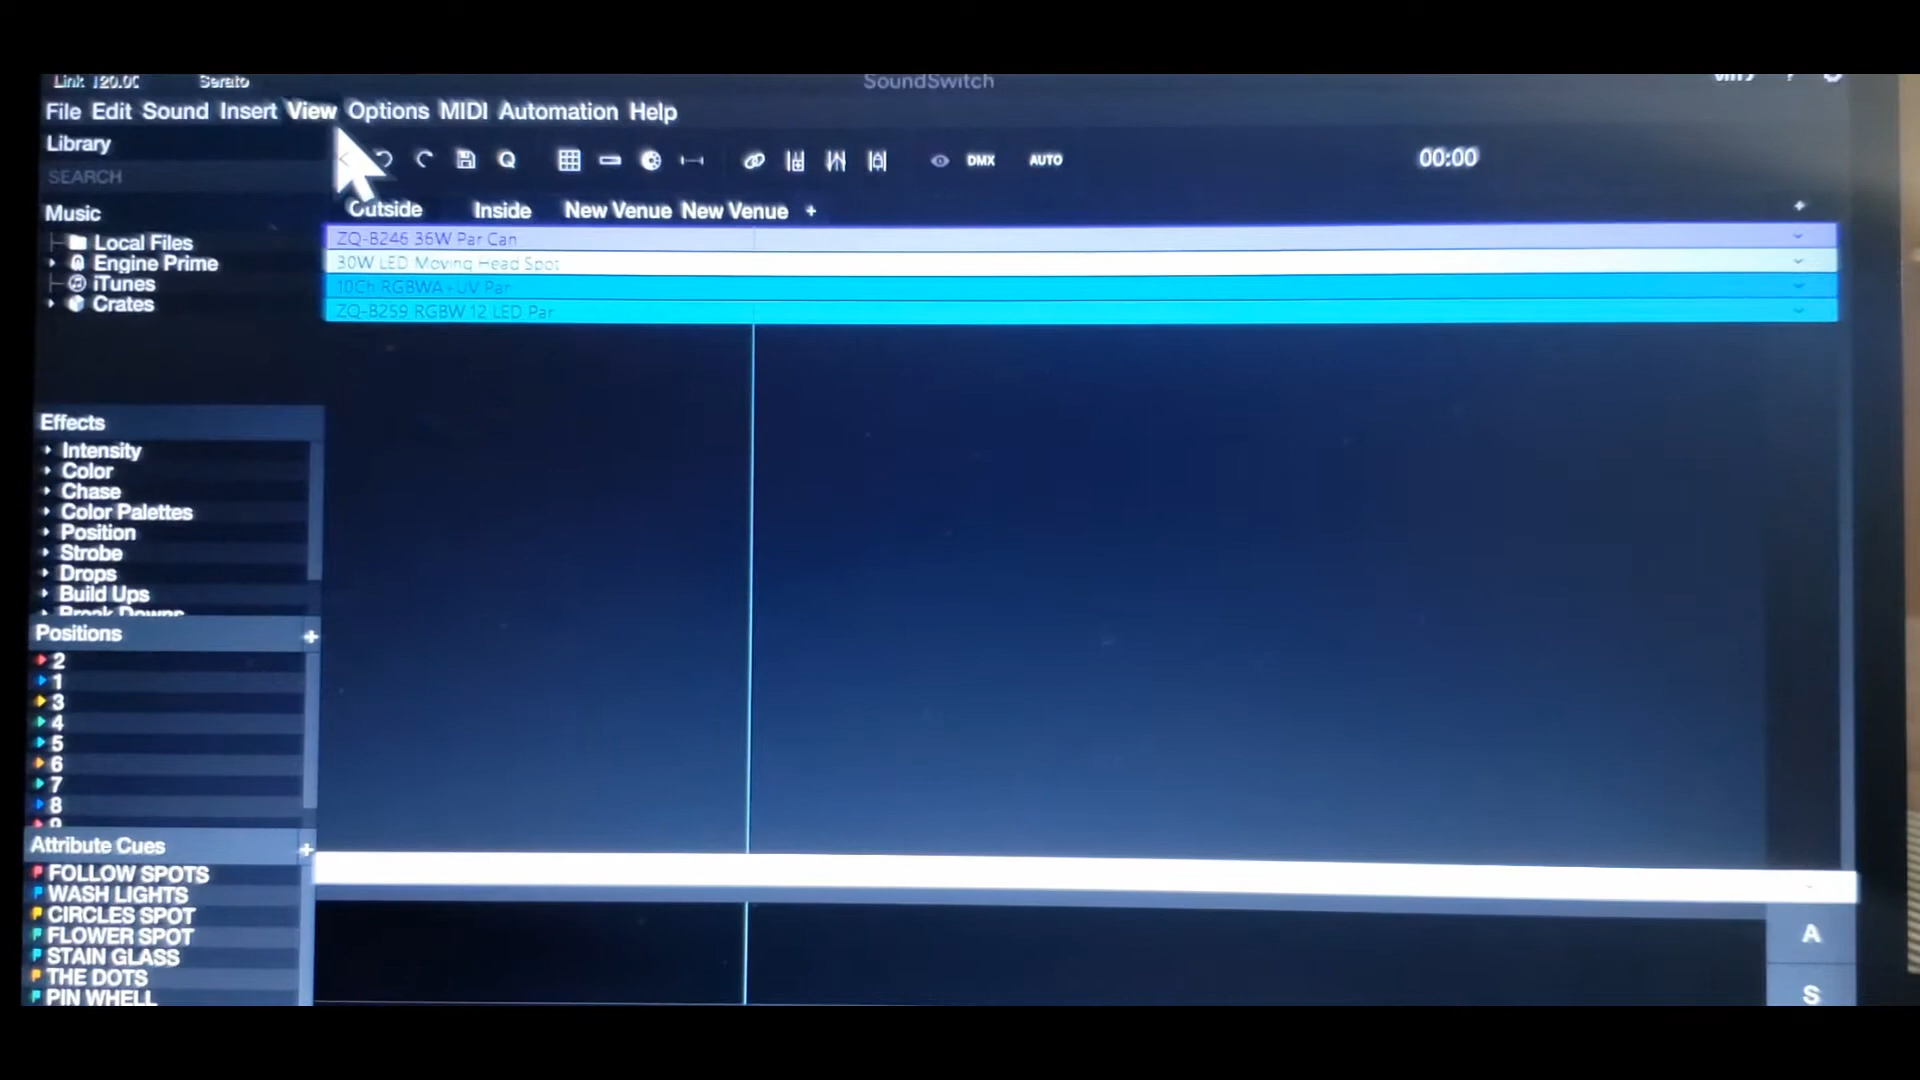 Link 120.00 Serato SoundSwitch
File Edit Sound Insert View Options MIDI Automation Help
Library
SEARCH
DMX AUTO 00:00
Outside Inside New Venue New Venue +
Music
Local Files
Engine Prime
iTunes
Crates
ZQ-B246 36W Par Can
30W LED Moving Head Spot
10Ch RGBWA+UV Par
ZQ-B259 RGBW 12 LED Par
Effects
Intensity
Color
Chase
Color Palettes
Position
Strobe
Drops
Build Ups
Break Downs
Positions +
2
1
3
4
5
6
7
8
9
Attribute Cues +
FOLLOW SPOTS
WASH LIGHTS
CIRCLES SPOT
FLOWER SPOT
STAIN GLASS
THE DOTS
PIN WHELL
A
S